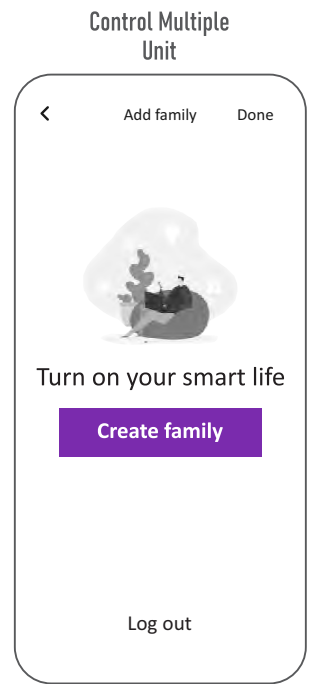 Control Multiple
Unit
Add family Done
Turn on your smart life
Create family
Log out